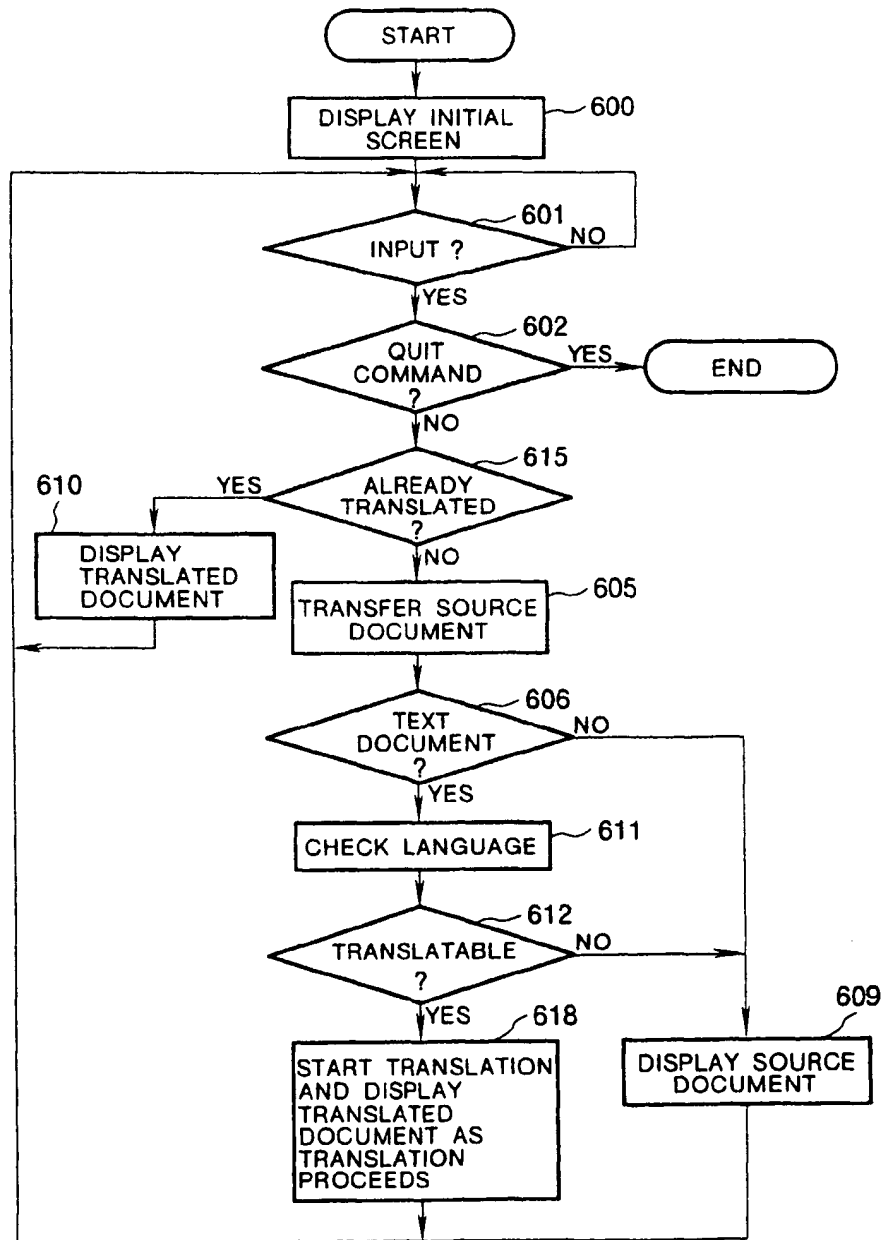 START
DISPLAY INITIAL
SCREEN
600
601
INPUT ?
NO
YES
602
QUIT
COMMAND
?
YES
END
NO
615
ALREADY
TRANSLATED
?
YES
610
DISPLAY
TRANSLATED
DOCUMENT
NO
605
TRANSFER SOURCE
DOCUMENT
606
TEXT
DOCUMENT
?
NO
YES
CHECK LANGUAGE
611
612
TRANSLATABLE
?
NO
YES
618
START TRANSLATION
AND DISPLAY
TRANSLATED
DOCUMENT AS
TRANSLATION
PROCEEDS
609
DISPLAY SOURCE
DOCUMENT